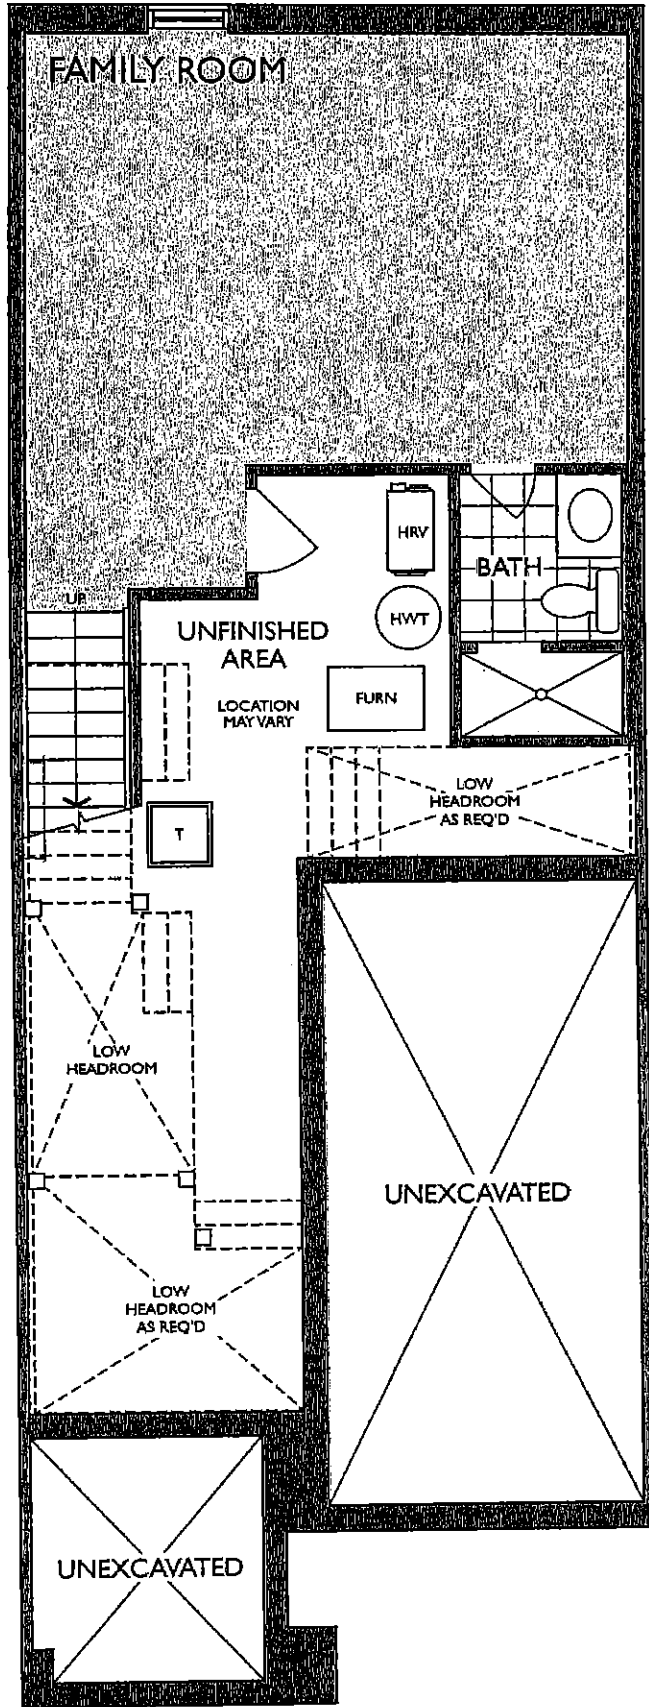 FAMILY ROOM
HRV
BATH
UP
HWT
UNFINISHED
AREA
LOCATION
MAY VARY
FURN
LOW
HEADROOM
AS REQ'D
T
LOW
HEADROOM
UNEXCAVATED
LOW
HEADROOM
AS REQ'D
UNEXCAVATED